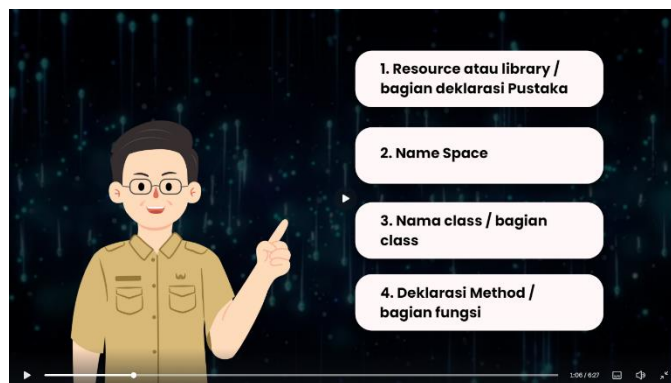 1. Resource atau library /
bagian deklarasi Pustaka
2. Name Space
3. Nama class / bagian
class
4. Deklarasi Method /
bagian fungsi
1:06 / 6:27